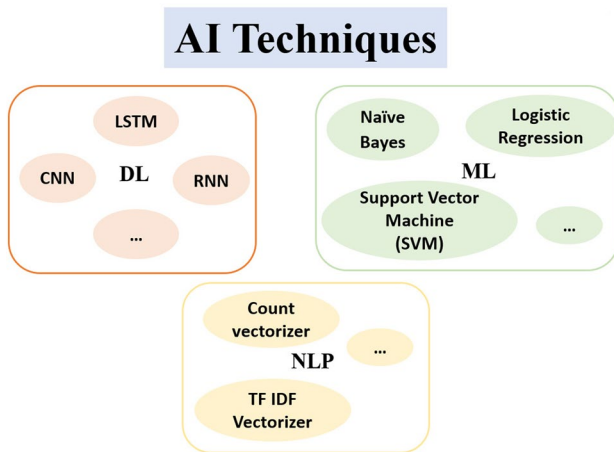 AI Techniques
LSTM
CNN
DL
RNN
...
Naïve
Bayes
Logistic
Regression
ML
Support Vector
Machine
(SVM)
...
Count
vectorizer
...
NLP
TF IDF
Vectorizer